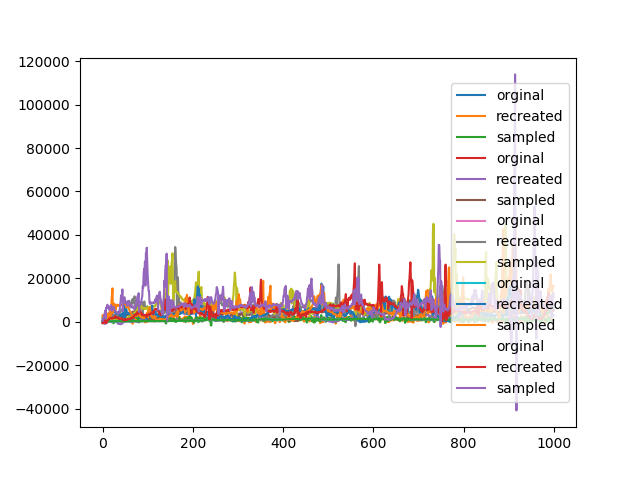 120000
100000
80000
60000
40000
20000
0
−20000
−40000
0 200 400 600 800 1000
orginal
recreated
sampled
orginal
recreated
sampled
orginal
recreated
sampled
orginal
recreated
sampled
orginal
recreated
sampled